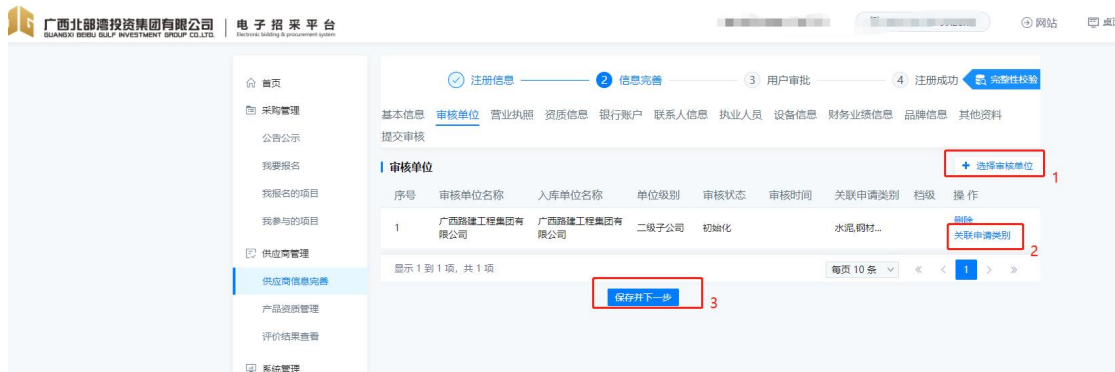 广西北部湾投资集团有限公司 电子招采平台
GUANGXI BEIBU GULF INVESTMENT GROUP CO.,LTD. Electronic bidding & procurement system
网站
首页
采购管理
公告公示
我要报名
我报名的项目
我参与的项目
供应商管理
供应商信息完善
产品资质管理
评价结果查看
系统管理
注册信息 2 信息完善 3 用户审批 4 注册成功 完整性校验
基本信息 审核单位 营业执照 资质信息 银行账户 联系人信息 执业人员 设备信息 财务业绩信息 品牌信息 其他资料
提交审核
审核单位 + 选择审核单位 1
序号 审核单位名称 入库单位名称 单位级别 审核状态 审核时间 关联申请类别 档级 操作
1 广西路建工程集团有限公司 广西路建工程集团有限公司 二级子公司 初始化 水泥,钢材... 删除
关联申请类别 2
显示 1 到 1 项, 共 1 项 每页 10 条 « < 1 > »
保存并下一步 3